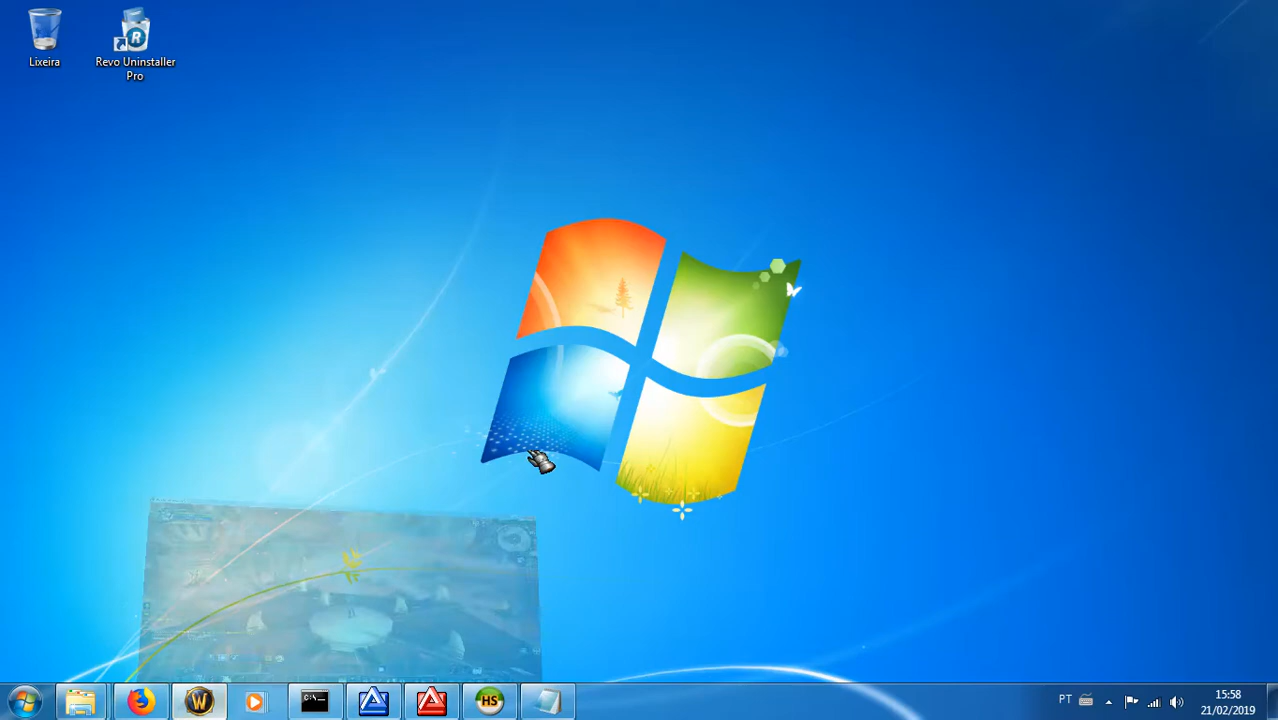 Lixeira
Revo Uninstaller
Pro
R
W
C:\.
HS
PT
15:58
21/02/2019